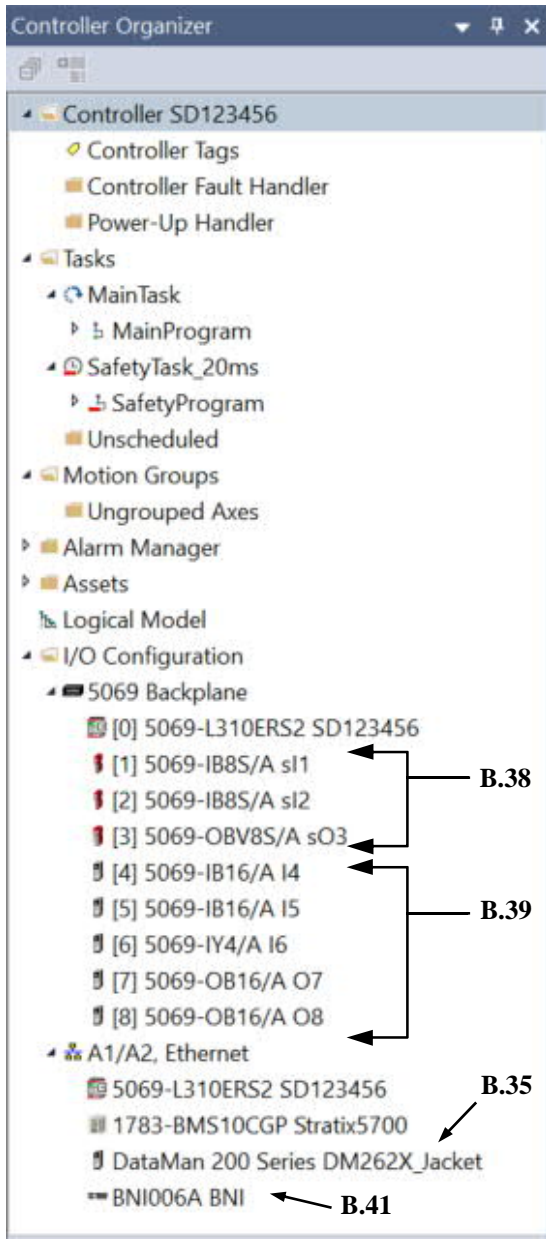 Controller Organizer
Controller SD123456
Controller Tags
Controller Fault Handler
Power-Up Handler
Tasks
MainTask
MainProgram
SafetyTask_20ms
SafetyProgram
Unscheduled
Motion Groups
Ungrouped Axes
Alarm Manager
Assets
Logical Model
I/O Configuration
5069 Backplane
[0] 5069-L310ERS2 SD123456
[1] 5069-IB8S/A sI1
B.38
[2] 5069-IB8S/A sI2
[3] 5069-OBV8S/A sO3
[4] 5069-IB16/A I4
[5] 5069-IB16/A I5
B.39
[6] 5069-IY4/A I6
[7] 5069-OB16/A O7
[8] 5069-OB16/A O8
A1/A2, Ethernet
5069-L310ERS2 SD123456
B.35
1783-BMS10CGP Stratix5700
DataMan 200 Series DM262X_Jacket
BNI006A BNI
B.41